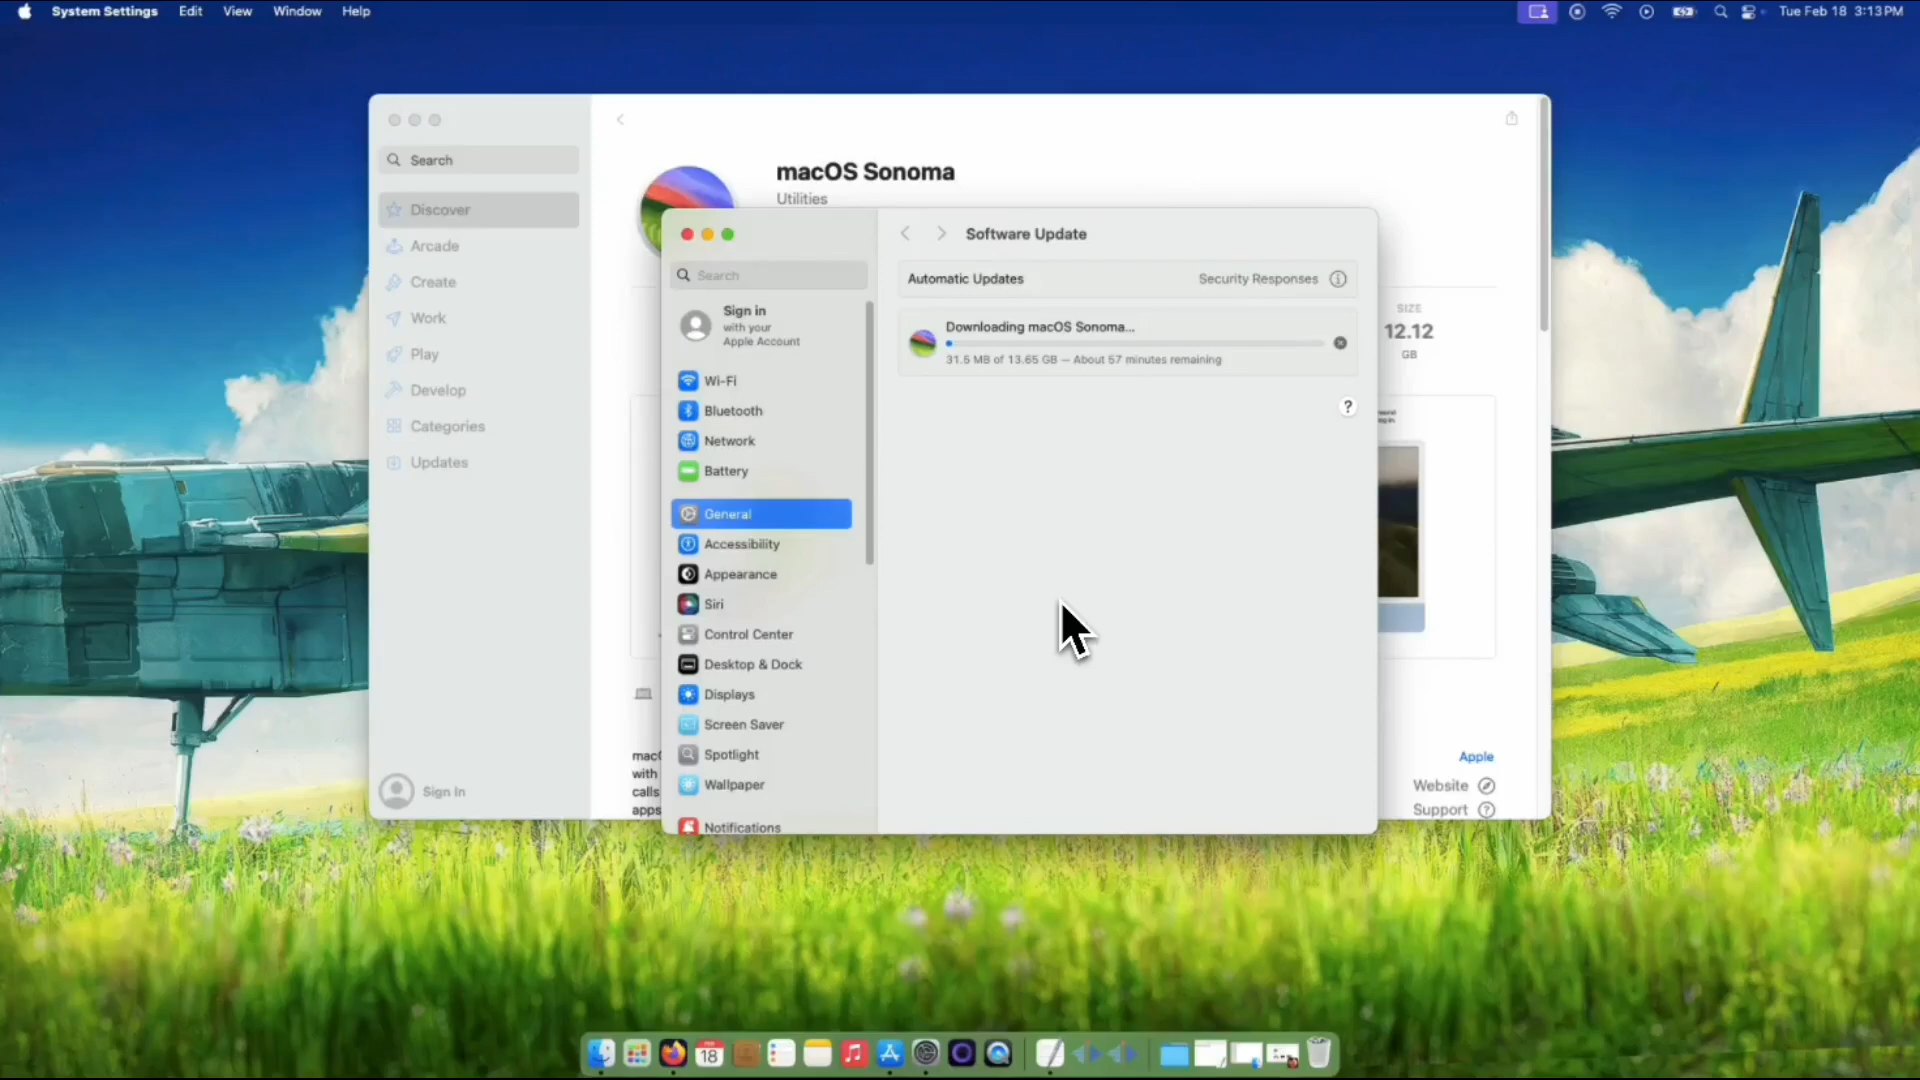 System Settings Edit View Window Help
Tue Feb 18 3:13 PM
Search
Discover
Arcade
Create
Work
Play
Develop
Categories
Updates
Sign In
macOS Sonoma
Utilities
SIZE
12.12
GB
with
calls
apps
Apple
Website
Support
Search
Sign in
with your
Apple Account
Wi-Fi
Bluetooth
Network
Battery
General
Accessibility
Appearance
Siri
Control Center
Desktop & Dock
Displays
Screen Saver
Spotlight
Wallpaper
Notifications
Software Update
Automatic Updates Security Responses
Downloading macOS Sonoma...
31.5 MB of 13.65 GB — About 57 minutes remaining
?
FEB
18